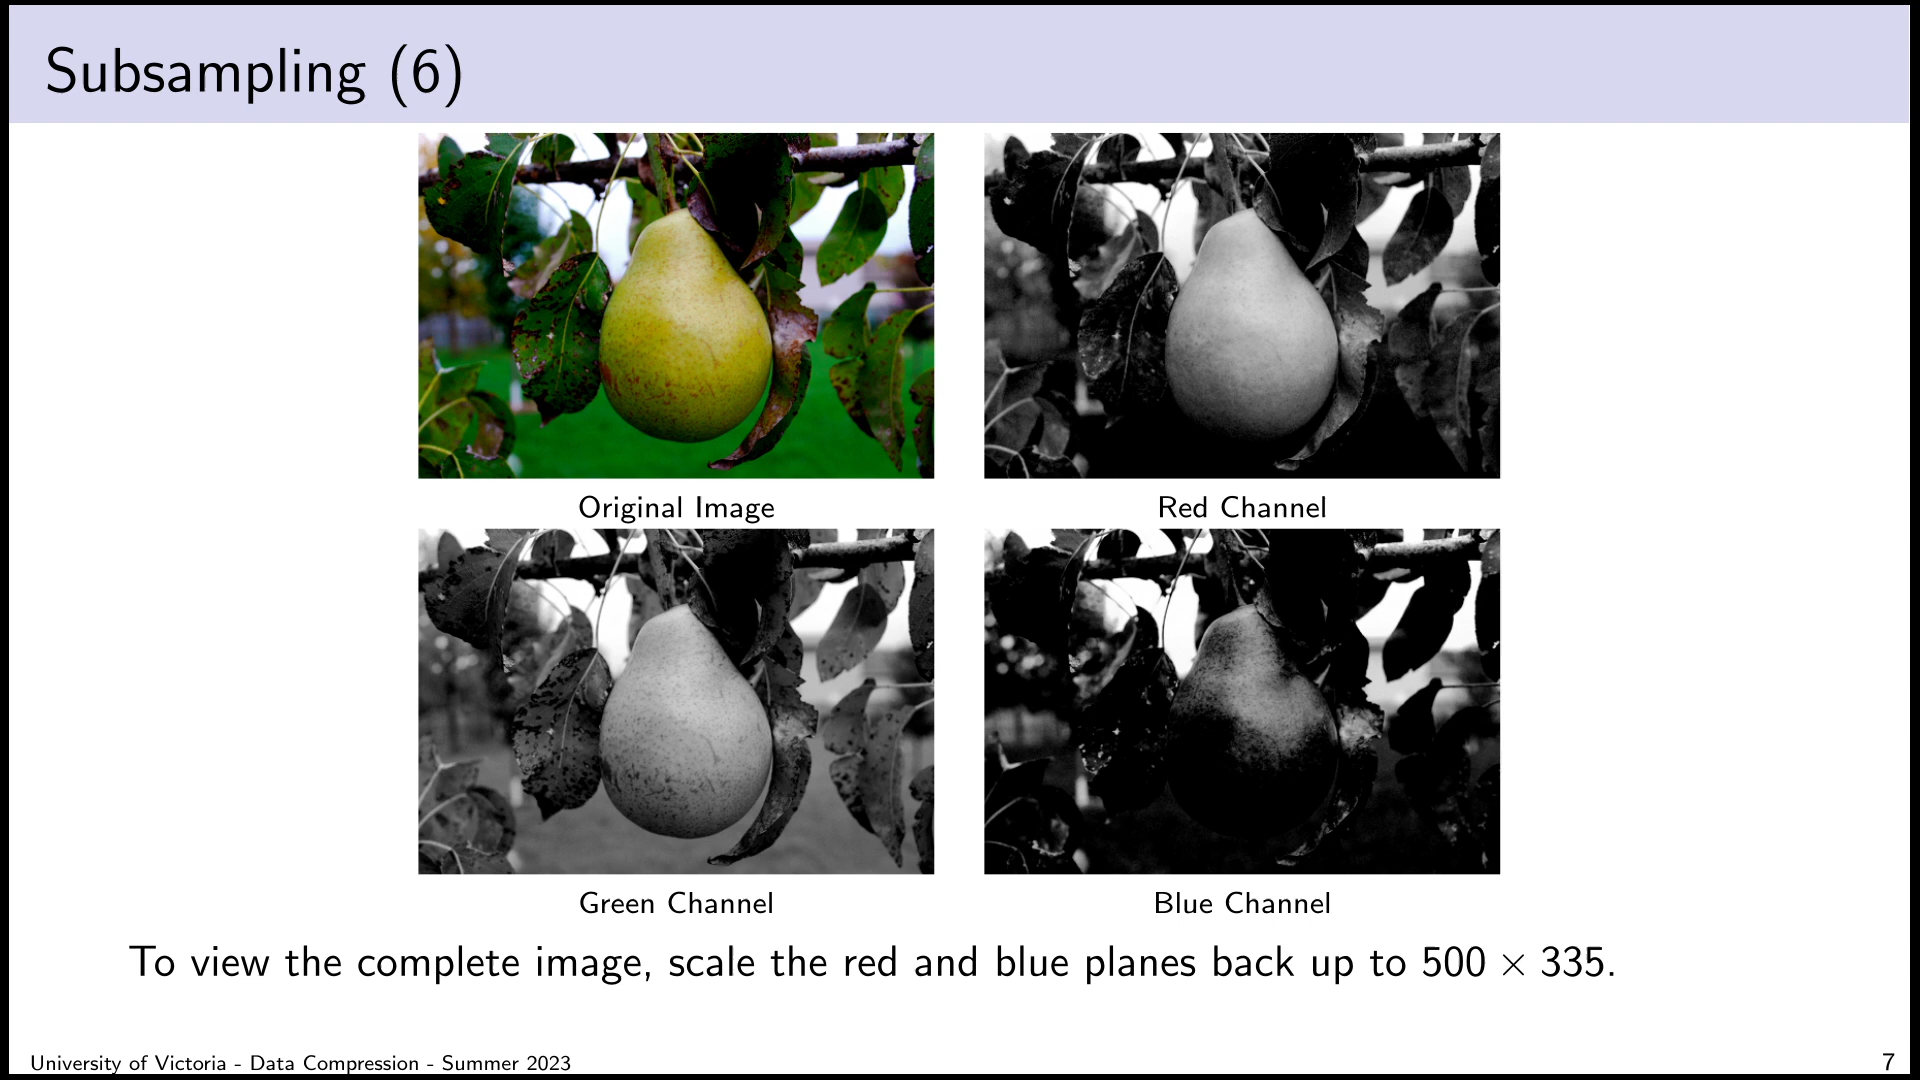 Subsampling (6)
Original Image
Red Channel
Green Channel
Blue Channel
To view the complete image, scale the red and blue planes back up to 500 × 335.
University of Victoria - Data Compression - Summer 2023
7